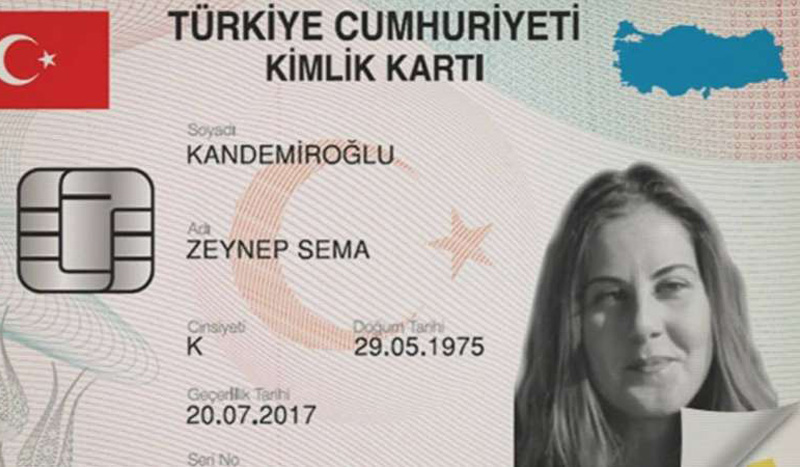 TÜRKİYE CUMHURİYETİ
KİMLİK KARTI
Soyadı
KANDEMİROĞLU
Adı
ZEYNEP SEMA
Cinsiyeti
K
Doğum Tarihi
29.05.1975
Geçerlilik Tarihi
20.07.2017
Seri No